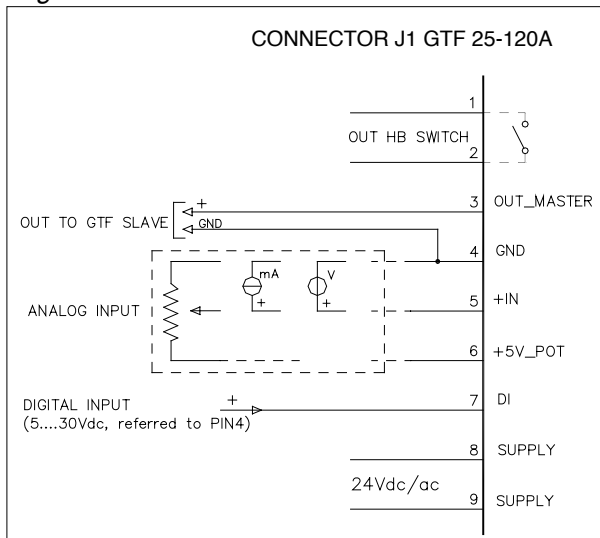 CONNECTOR J1 GTF 25-120A
1
OUT HB SWITCH
2
+
3 OUT_MASTER
OUT TO GTF SLAVE
GND
4 GND
mA
V
+
+
5 +IN
ANALOG INPUT
6 +5V_POT
DIGITAL INPUT
+
7 DI
(5....30Vdc, referred to PIN4)
8 SUPPLY
24Vdc/ac
9 SUPPLY